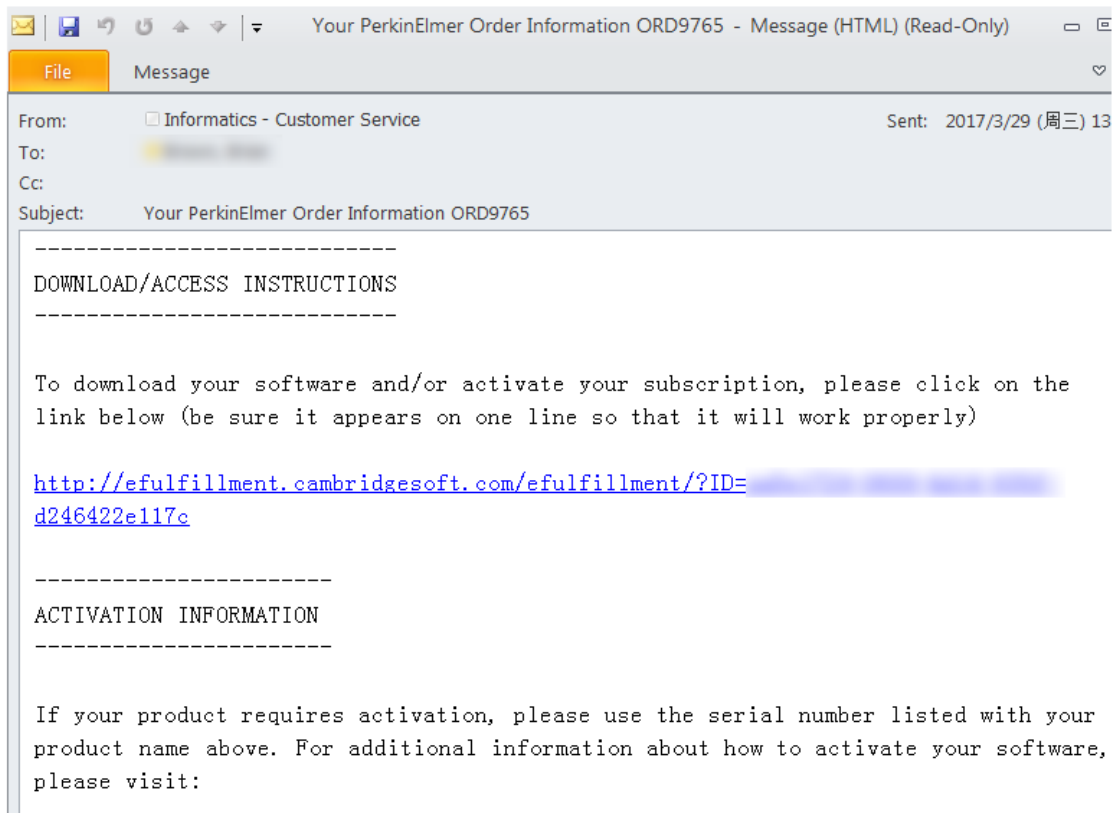 Your PerkinElmer Order Information ORD9765 - Message (HTML) (Read-Only)
File Message
From: Informatics - Customer Service Sent: 2017/3/29 (周三) 13
To:
Cc:
Subject: Your PerkinElmer Order Information ORD9765
----------------------------
DOWNLOAD/ACCESS INSTRUCTIONS
----------------------------
To download your software and/or activate your subscription, please click on the
link below (be sure it appears on one line so that it will work properly)
http://efulfillment.cambridgesoft.com/efulfillment/?ID=
d246422e117c
-----------------------
ACTIVATION INFORMATION
-----------------------
If your product requires activation, please use the serial number listed with your
product name above. For additional information about how to activate your software,
please visit: